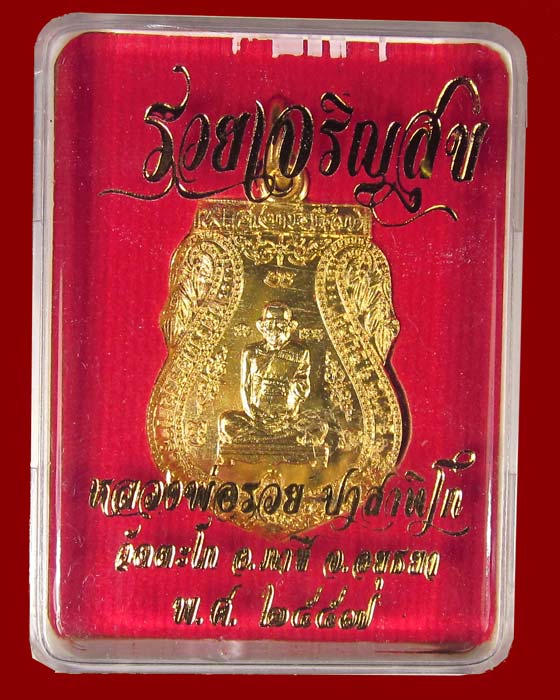 รวยเจริญสุข
หลวงพ่อรวย ปาสาทิโก
วัดตะโก อ.ภาชี จ.อยุธยา
พ.ศ. ๒๕๕๗